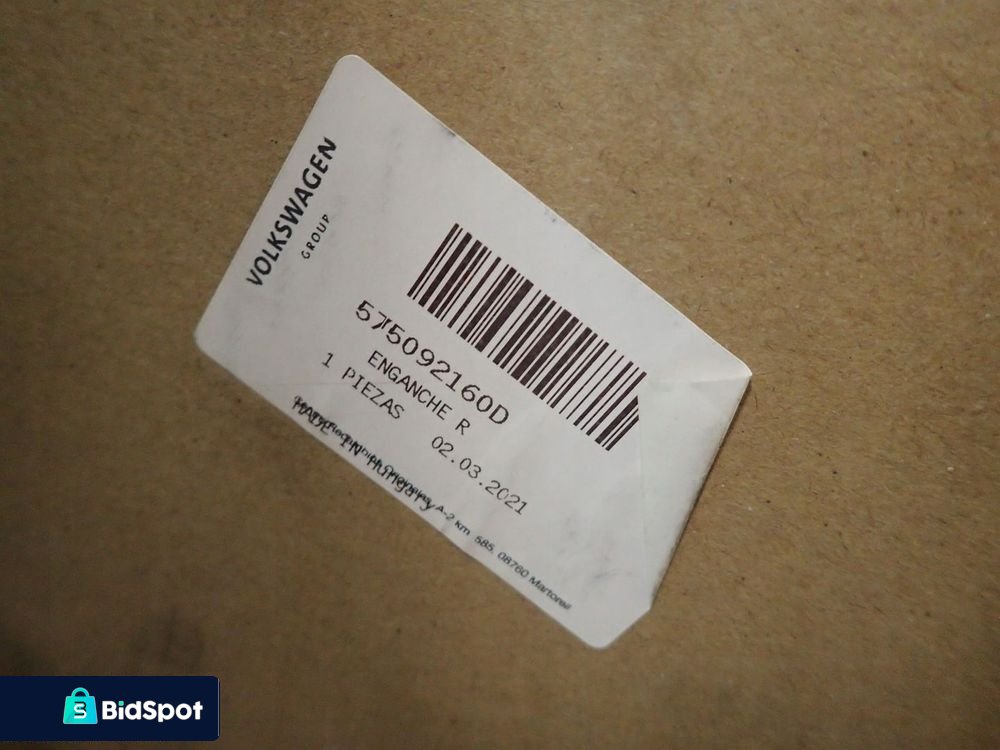 VOLKSWAGEN
GROUP
575092160D
ENGANCHE R
1 PIEZAS 02.03.2021
MADE IN Hungary
A-2 km 585, 08760 Martorell
BidSpot